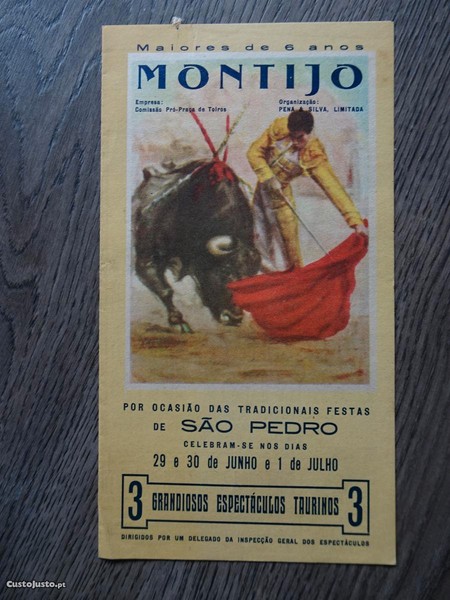 Maiores de 6 anos
MONTIJO
Empresa:
Comissão Pró-Praça de Toiros
Organização:
PENA & SILVA, LIMITADA
POR OCASIÃO DAS TRADICIONAIS FESTAS
DE SÃO PEDRO
CELEBRAM-SE NOS DIAS
29 e 30 de JUNHO e 1 de JULHO
3 GRANDIOSOS ESPECTÁCULOS TAURINOS 3
DIRIGIDOS POR UM DELEGADO DA INSPECÇÃO GERAL DOS ESPECTÁCULOS
CustoJusto.pt